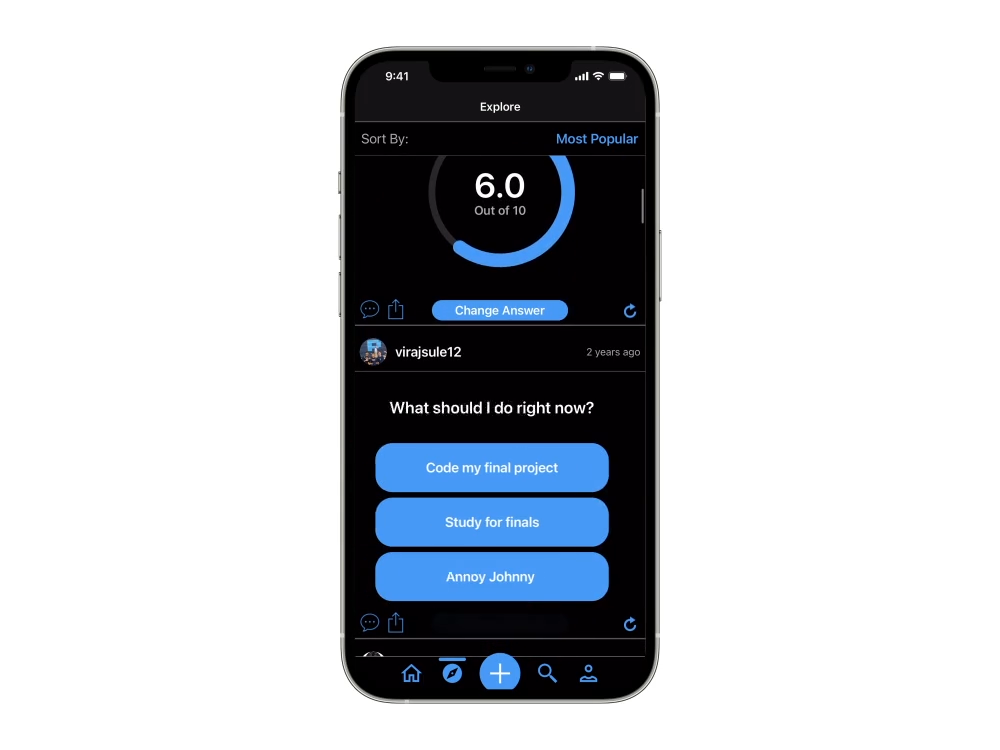 9:41
Explore
Sort By:
Most Popular
6.0
Out of 10
Change Answer
virajsule12
2 years ago
What should I do right now?
Code my final project
Study for finals
Annoy Johnny